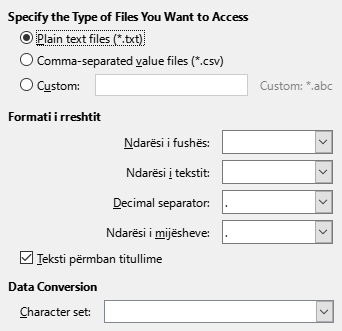 Specify the Type of Files You Want to Access
Plain text files (*.txt)
Comma-separated value files (*.csv)
Custom: Custom: *.abc
Formati i rreshtit
Ndarësi i fushës:
Ndarësi i tekstit:
Decimal separator: .
Ndarësi i mijësheve: .
Teksti përmban titullime
Data Conversion
Character set: